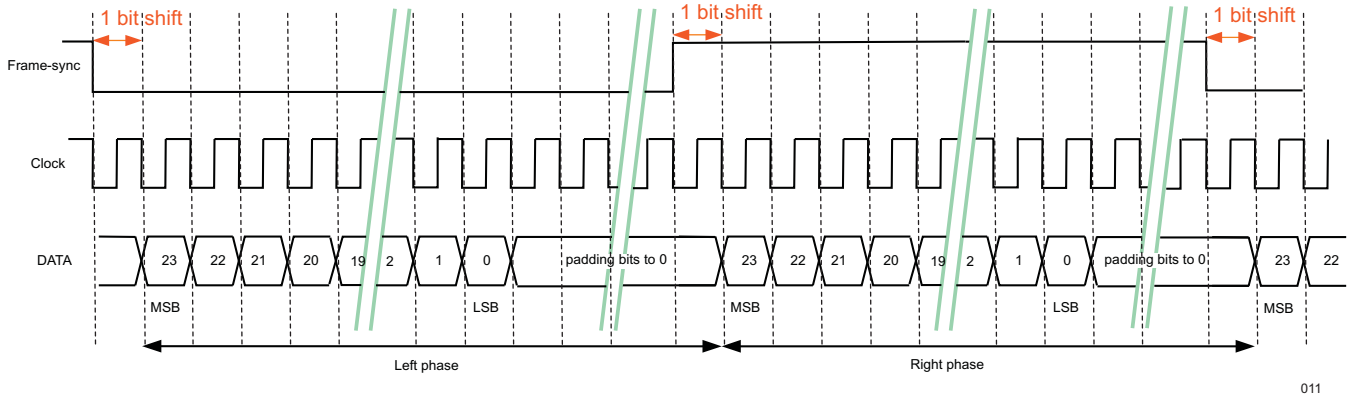 1 bit shift 1 bit shift 1 bit shift
Frame-sync
Clock
DATA 23 22 21 20 19 2 1 0 padding bits to 0 23 22 21 20 19 2 1 0 padding bits to 0 23 22
MSB LSB MSB LSB MSB
Left phase Right phase
011